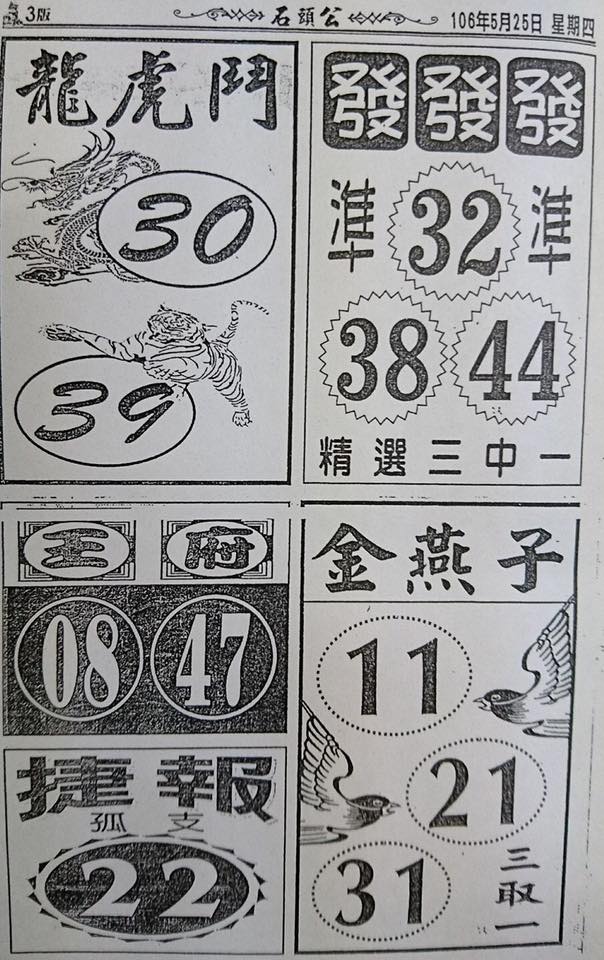 3版 石頭公 106年5月25日 星期四
龍虎鬥
30
39
發發發
準 32 準
38 44
精選三中一
王府
08 47
捷報
孤支
22
金燕子
11
21
31
三取一